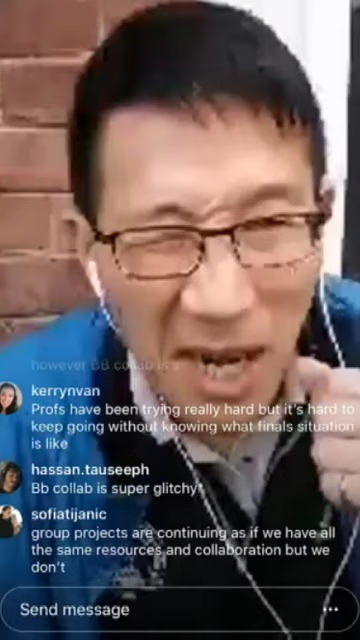 however BB collab is s
kerrynvan
Profs have been trying really hard but it's hard to
keep going without knowing what finals situation
is like
hassan.tauseeph
Bb collab is super glitchy*
sofiatijanic
group projects are continuing as if we have all
the same resources and collaboration but we
don't
Send message